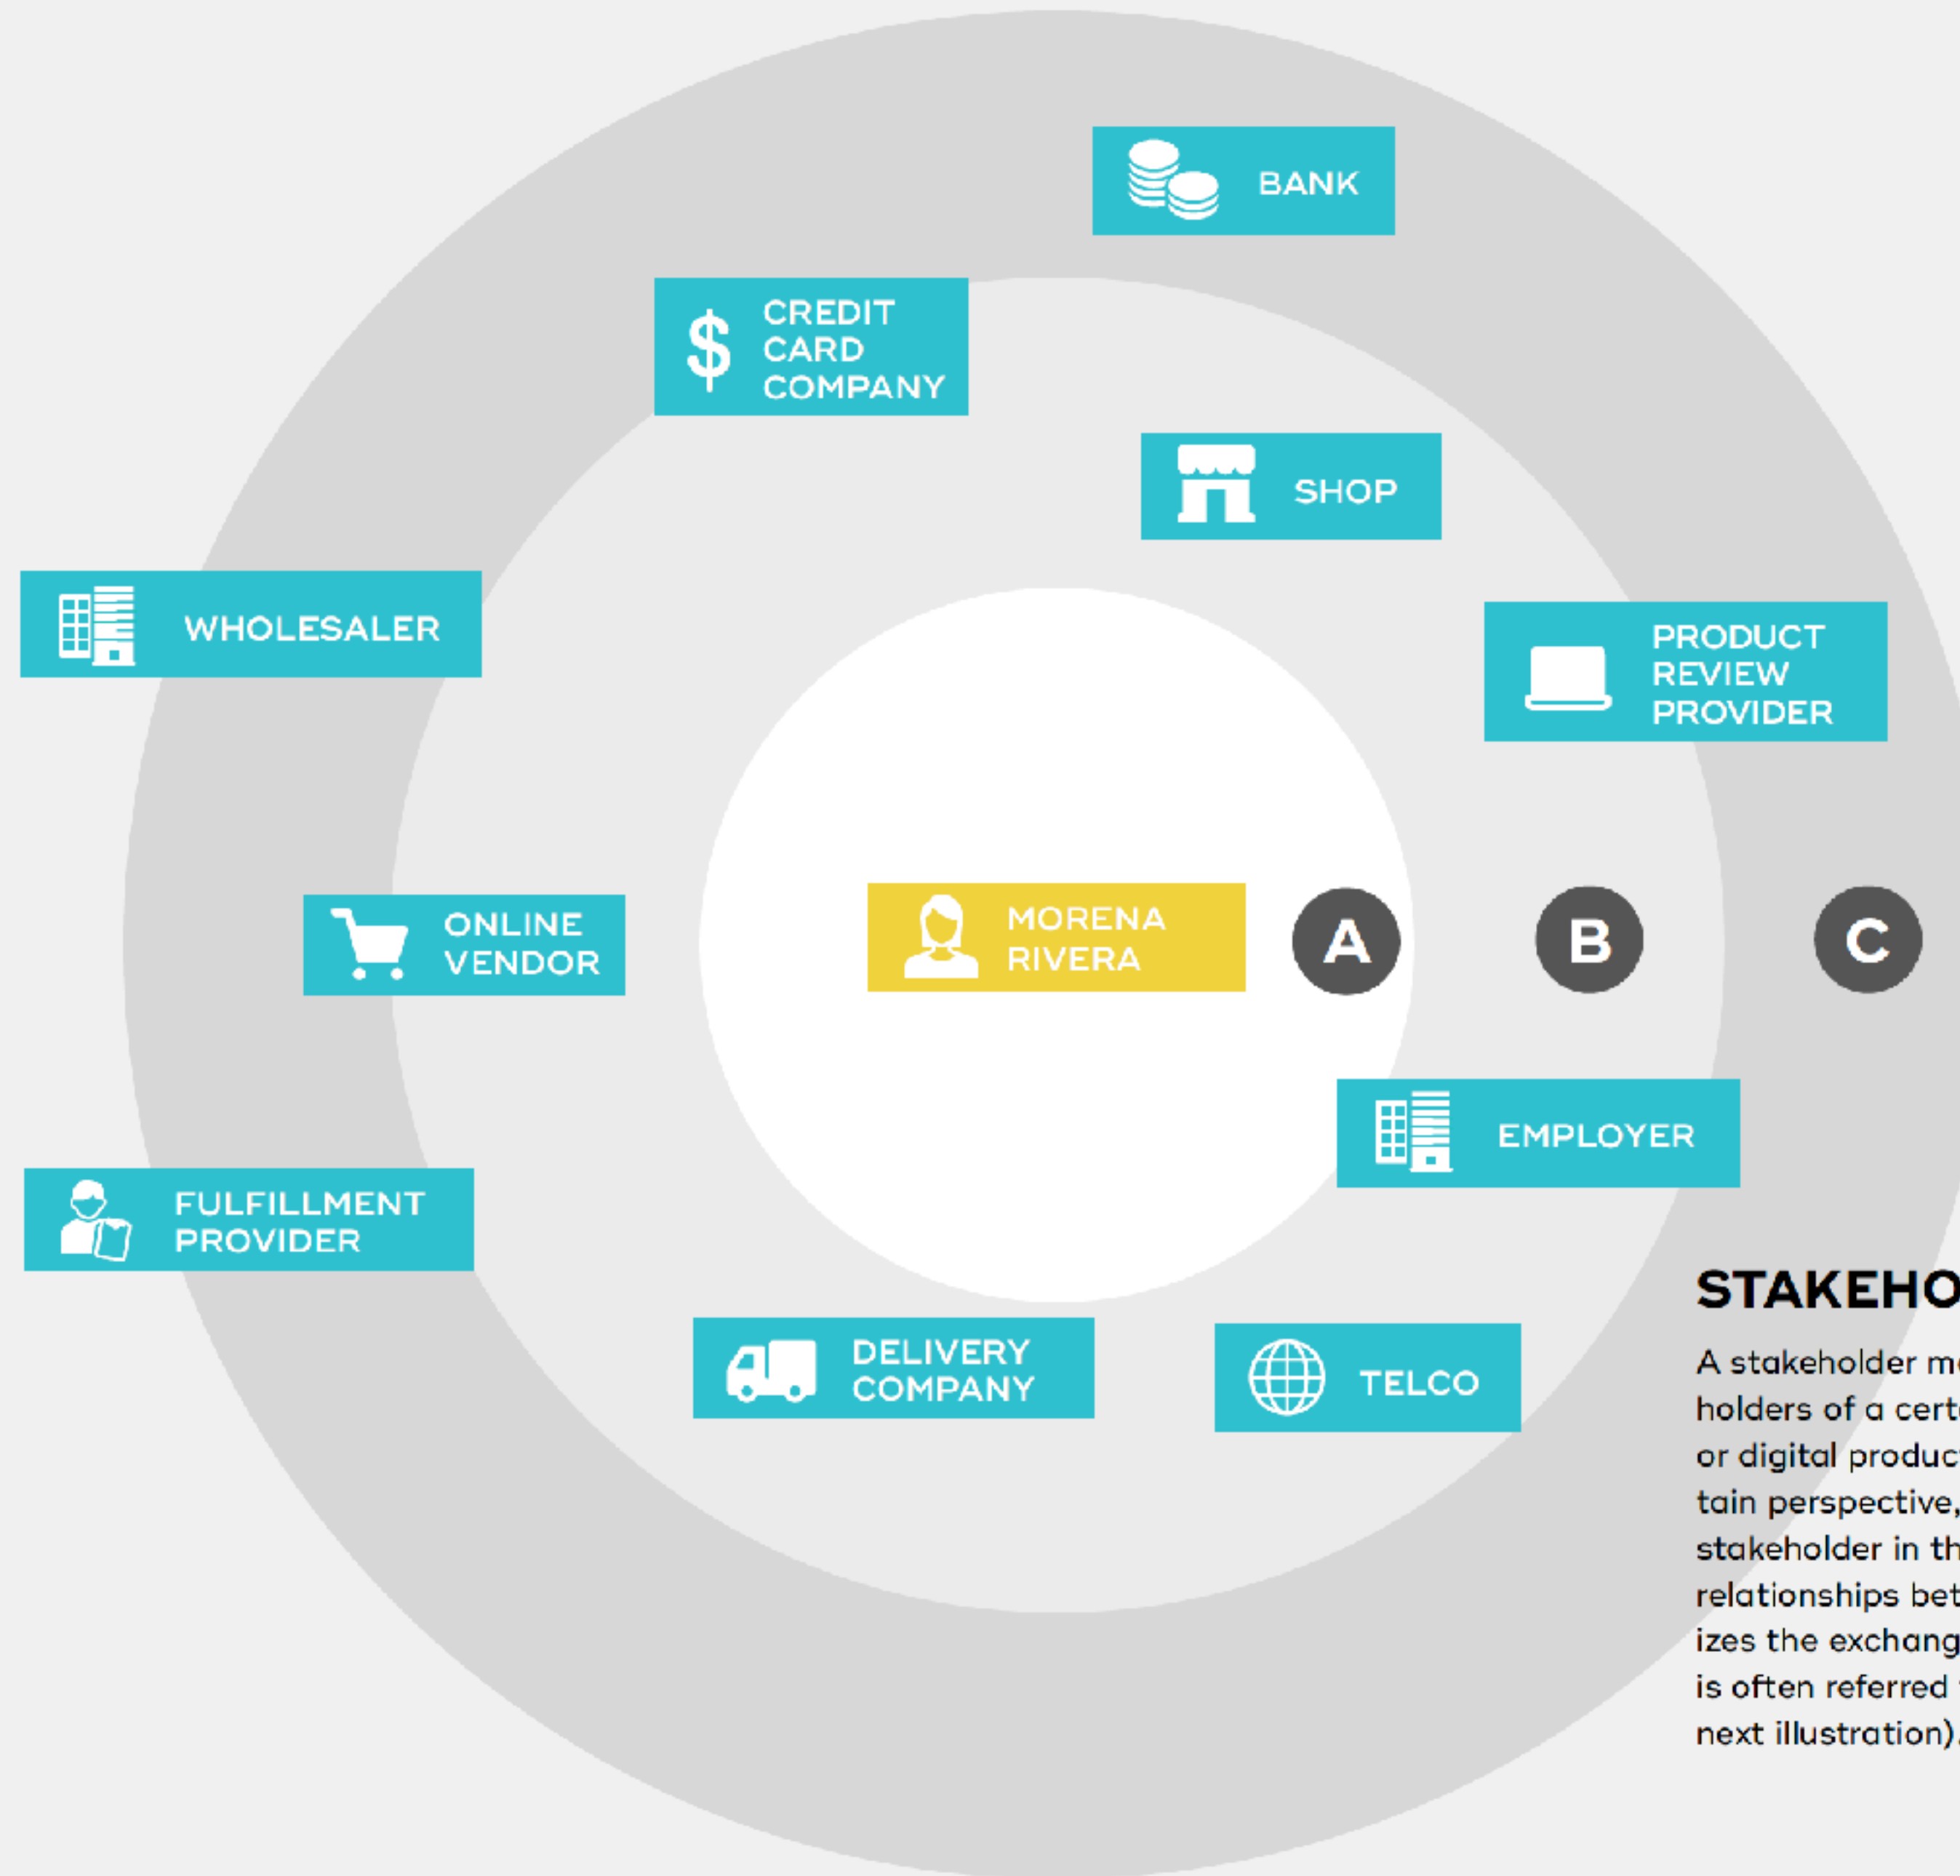 BANK
$
CREDIT
CARD
COMPANY
SHOP
WHOLESALER
PRODUCT
REVIEW
PROVIDER
ONLINE
VENDOR
MORENA
RIVERA
A
B
C
EMPLOYER
FULFILLMENT
PROVIDER
DELIVERY
COMPANY
TELCO
STAKEHO
A stakeholder m
holders of a cert
or digital produc
tain perspective,
stakeholder in th
relationships bet
izes the exchang
is often referred
next illustration).